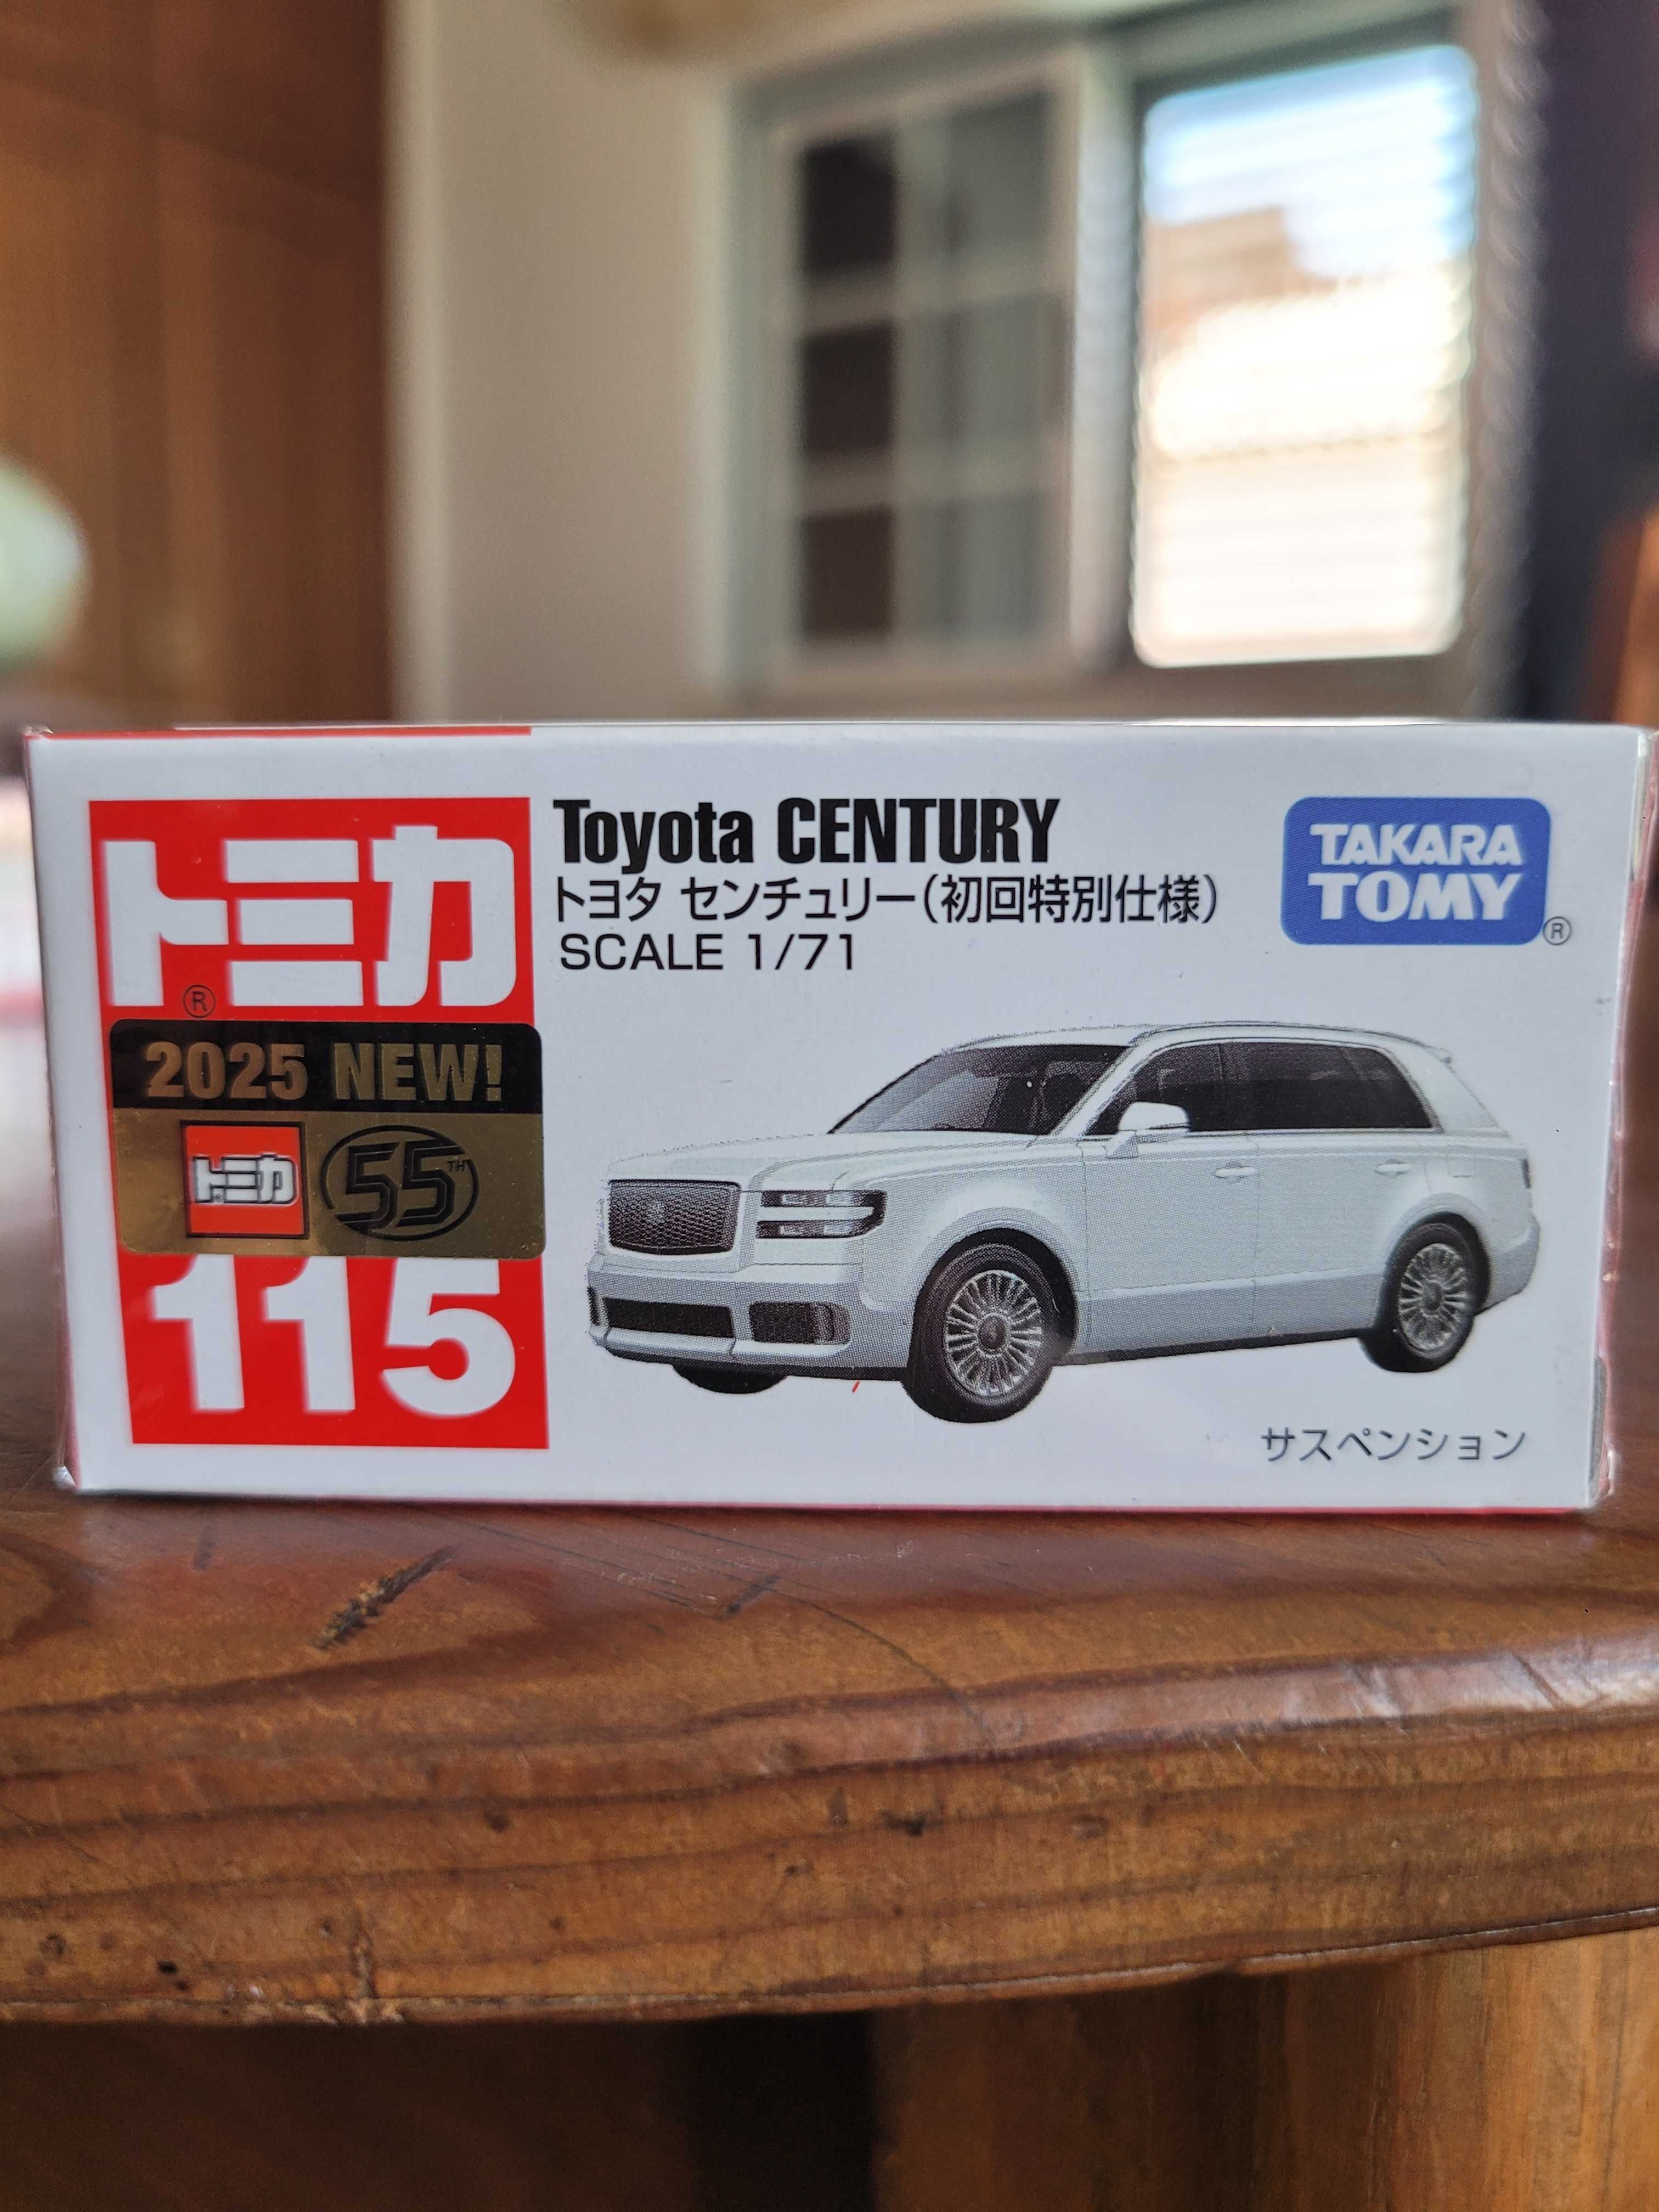 トミカ
®
2025 NEW!
トミカ 55TH
115
Toyota CENTURY
トヨタ センチュリー(初回特別仕様)
SCALE 1/71
TAKARA
TOMY
®
サスペンション